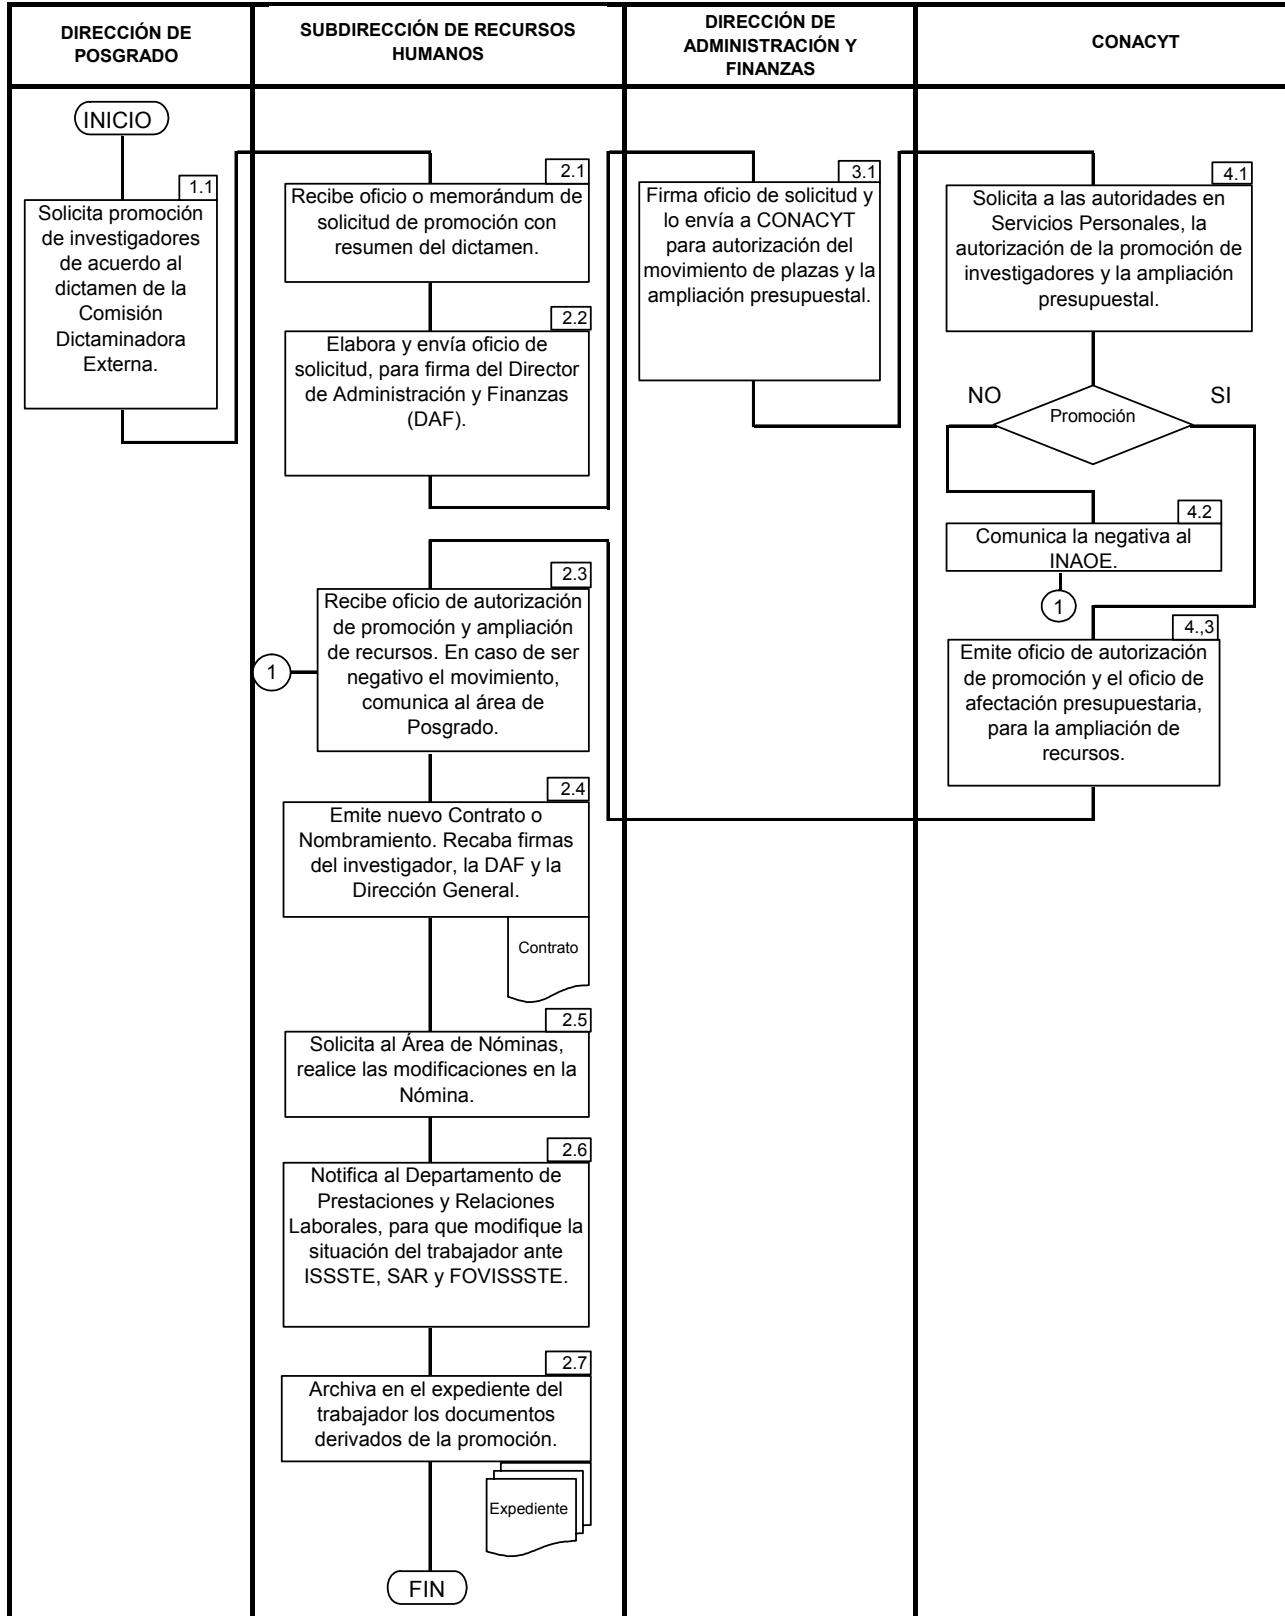 DIRECCIÓN DE
POSGRADO
SUBDIRECCIÓN DE RECURSOS
HUMANOS
DIRECCIÓN DE
ADMINISTRACIÓN Y
FINANZAS
CONACYT
INICIO
1.1
Solicita promoción
de investigadores
de acuerdo al
dictamen de la
Comisión
Dictaminadora
Externa.
2.1
Recibe oficio o memorándum de
solicitud de promoción con
resumen del dictamen.
2.2
Elabora y envía oficio de
solicitud, para firma del Director
de Administración y Finanzas
(DAF).
3.1
Firma oficio de solicitud y
lo envía a CONACYT
para autorización del
movimiento de plazas y la
ampliación presupuestal.
4.1
Solicita a las autoridades en
Servicios Personales, la
autorización de la promoción de
investigadores y la ampliación
presupuestal.
NO
Promoción
SI
4.2
Comunica la negativa al
INAOE.
1
4.,3
Emite oficio de autorización
de promoción y el oficio de
afectación presupuestaria,
para la ampliación de
recursos.
2.3
Recibe oficio de autorización
de promoción y ampliación
de recursos. En caso de ser
negativo el movimiento,
comunica al área de
Posgrado.
1
2.4
Emite nuevo Contrato o
Nombramiento. Recaba firmas
del investigador, la DAF y la
Dirección General.
Contrato
2.5
Solicita al Área de Nóminas,
realice las modificaciones en la
Nómina.
2.6
Notifica al Departamento de
Prestaciones y Relaciones
Laborales, para que modifique la
situación del trabajador ante
ISSSTE, SAR y FOVISSSTE.
2.7
Archiva en el expediente del
trabajador los documentos
derivados de la promoción.
Expediente
FIN